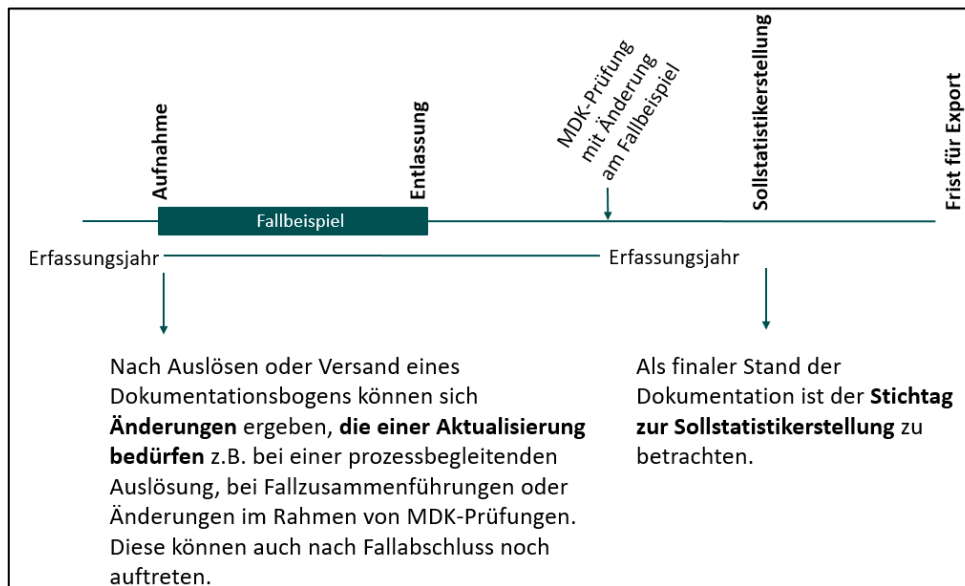 Aufnahme
Entlassung
MDK-Prüfung
mit Änderung
am Fallbeispiel
Sollstatistikerstellung
Frist für Export
Fallbeispiel
Erfassungsjahr
Erfassungsjahr
Nach Auslösen oder Versand eines
Dokumentationsbogens können sich
Änderungen ergeben, die einer Aktualisierung
bedürfen z.B. bei einer prozessbegleitenden
Auslösung, bei Fallzusammenführungen oder
Änderungen im Rahmen von MDK-Prüfungen.
Diese können auch nach Fallabschluss noch
auftreten.
Als finaler Stand der
Dokumentation ist der Stichtag
zur Sollstatistikerstellung zu
betrachten.